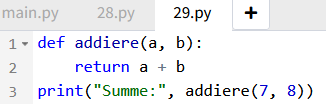 main.py 28.py 29.py +
1 def addiere(a, b):
2     return a + b
3 print("Summe:", addiere(7, 8))